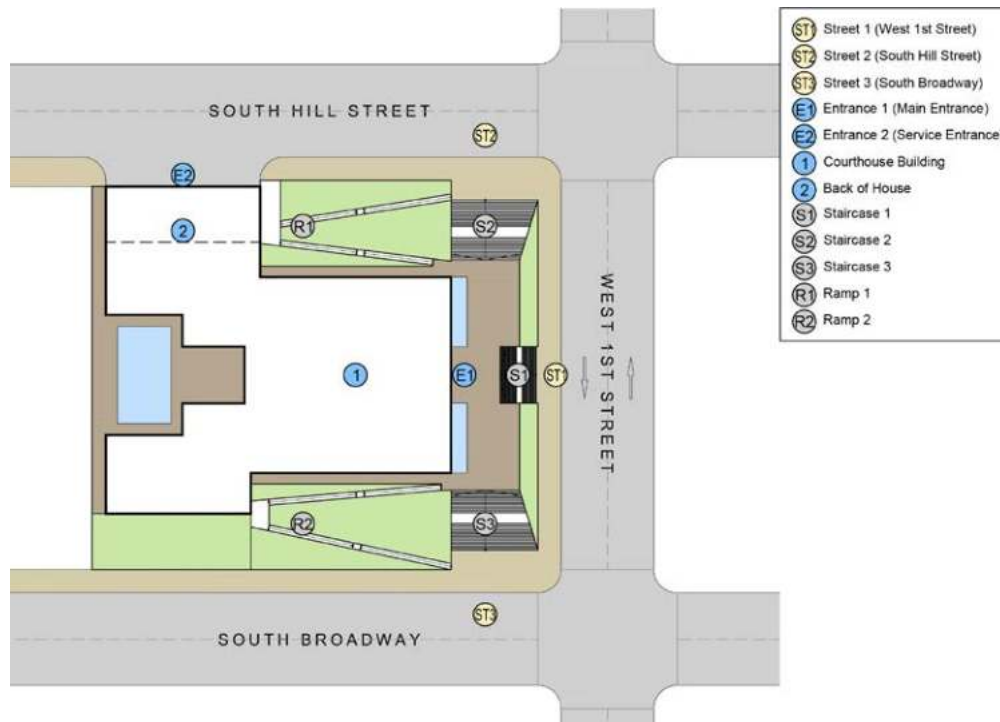 SOUTH HILL STREET
ST2
E2
2
R1
S2
WEST 1ST STREET
1
E1
S1
ST1
R2
S3
ST3
SOUTH BROADWAY
ST1 Street 1 (West 1st Street)
ST2 Street 2 (South Hill Street)
ST3 Street 3 (South Broadway)
E1 Entrance 1 (Main Entrance)
E2 Entrance 2 (Service Entrance)
1 Courthouse Building
2 Back of House
S1 Staircase 1
S2 Staircase 2
S3 Staircase 3
R1 Ramp 1
R2 Ramp 2